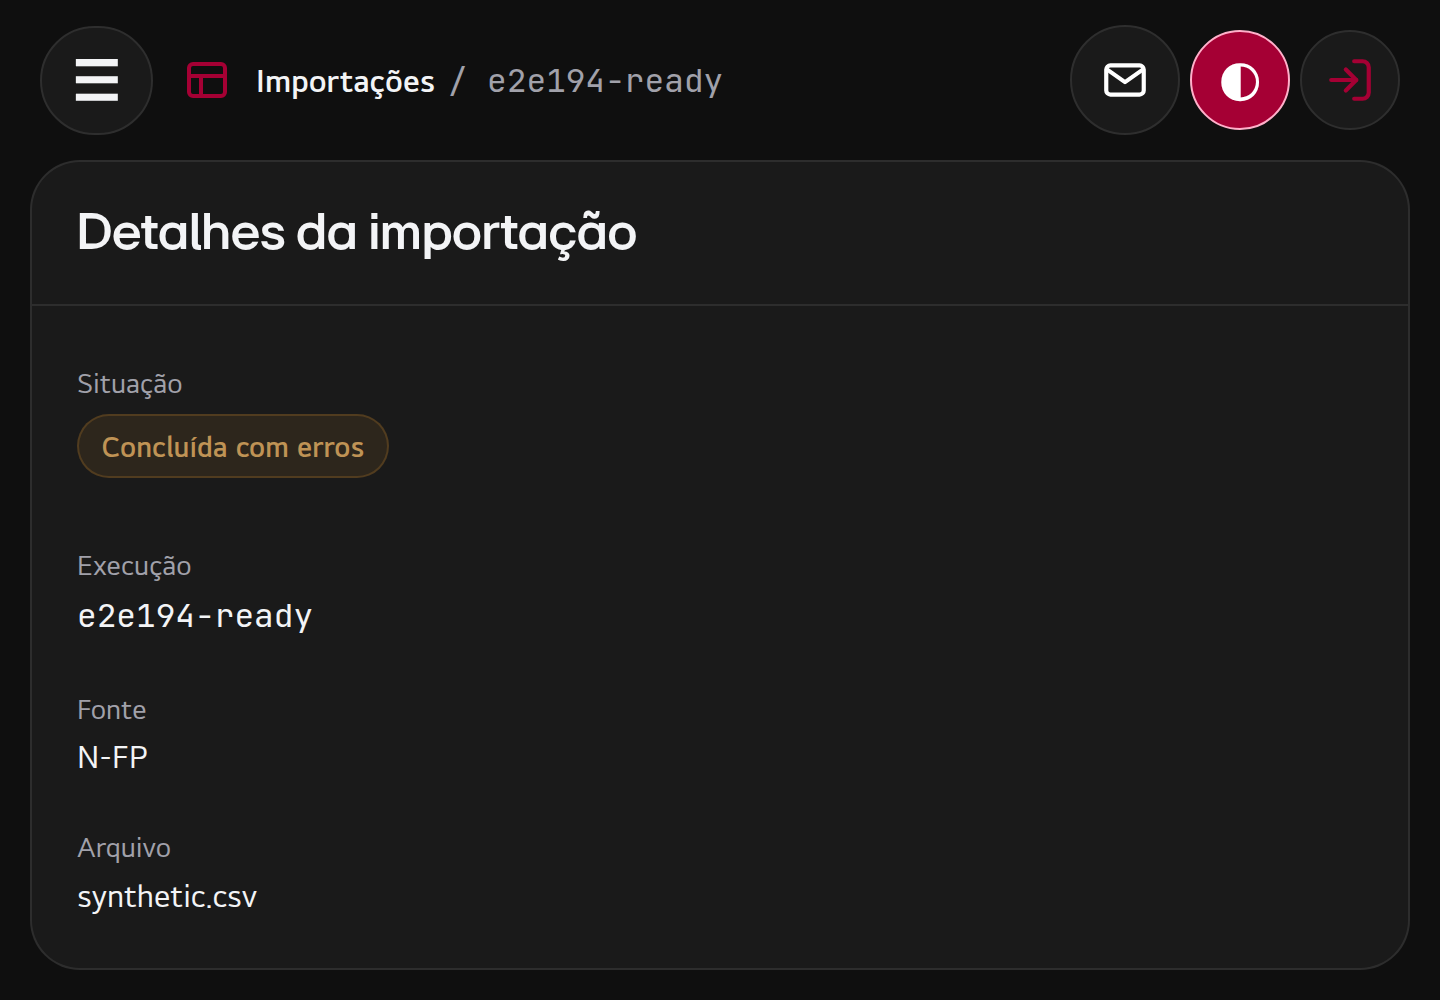 Importações / e2e194-ready
Detalhes da importação
Situação
Concluída com erros
Execução
e2e194-ready
Fonte
N-FP
Arquivo
synthetic.csv